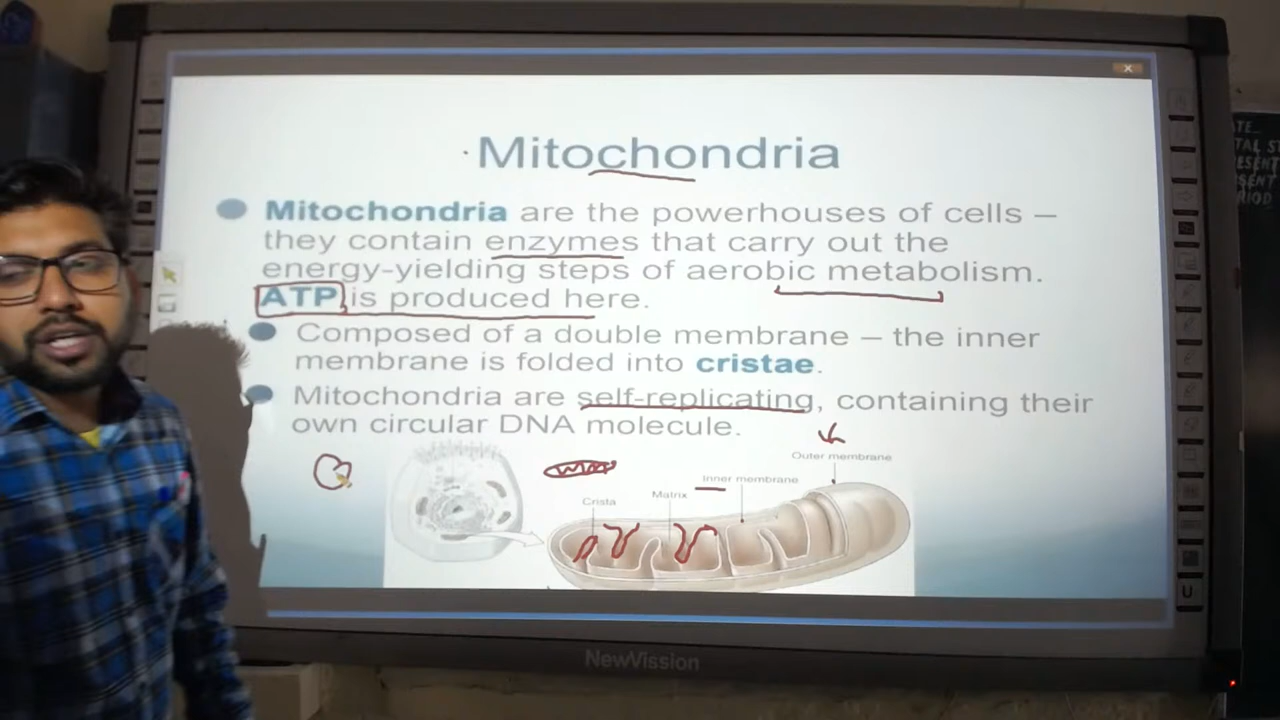 Mitochondria
Mitochondria are the powerhouses of cells –
they contain enzymes that carry out the
energy-yielding steps of aerobic metabolism.
ATP is produced here.
Composed of a double membrane – the inner
membrane is folded into cristae.
Mitochondria are self-replicating, containing their
own circular DNA molecule.
Outer membrane
Inner membrane
Matrix
Crista
NewVission